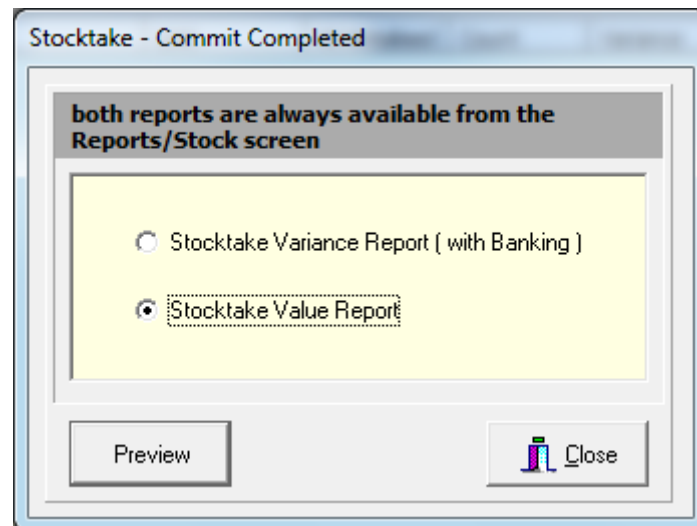 Stocktake - Commit Completed
both reports are always available from the
Reports/Stock screen
Stocktake Variance Report ( with Banking )
Stocktake Value Report
Preview
Close